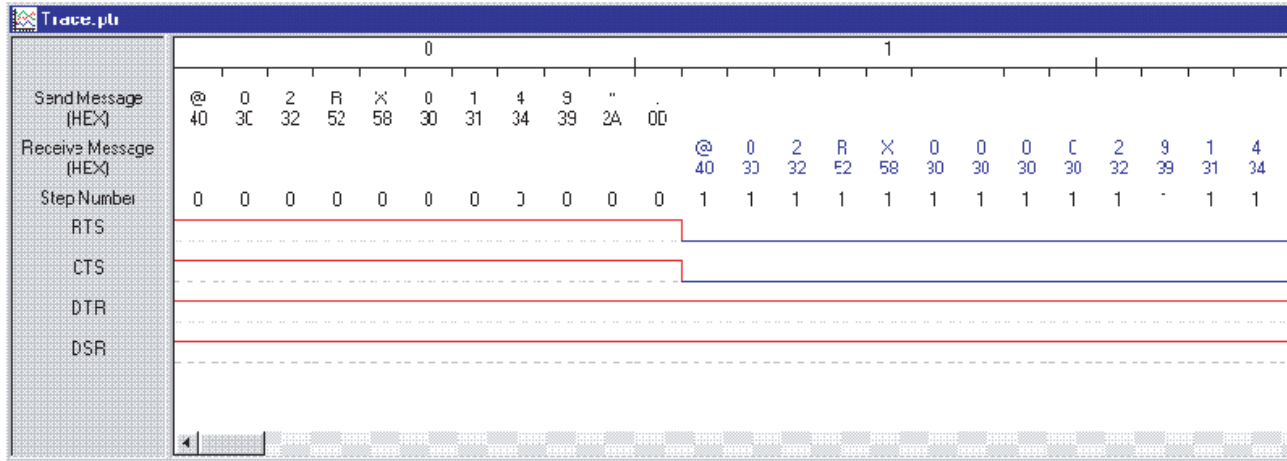 Trace.ptr
0 1
Send Message @ 0 2 R X 0 1 4 9 " .
(HEX) 40 30 32 52 58 30 31 34 39 2A 0D
Receive Message @ 0 2 R X 0 0 0 2 9 1 4
(HEX) 40 30 32 52 58 30 30 30 30 32 39 31 34
Step Number 0 0 0 0 0 0 0 0 0 0 1 1 1 1 1 1 1 1 1 1 1 1
RTS
CTS
DTR
DSR